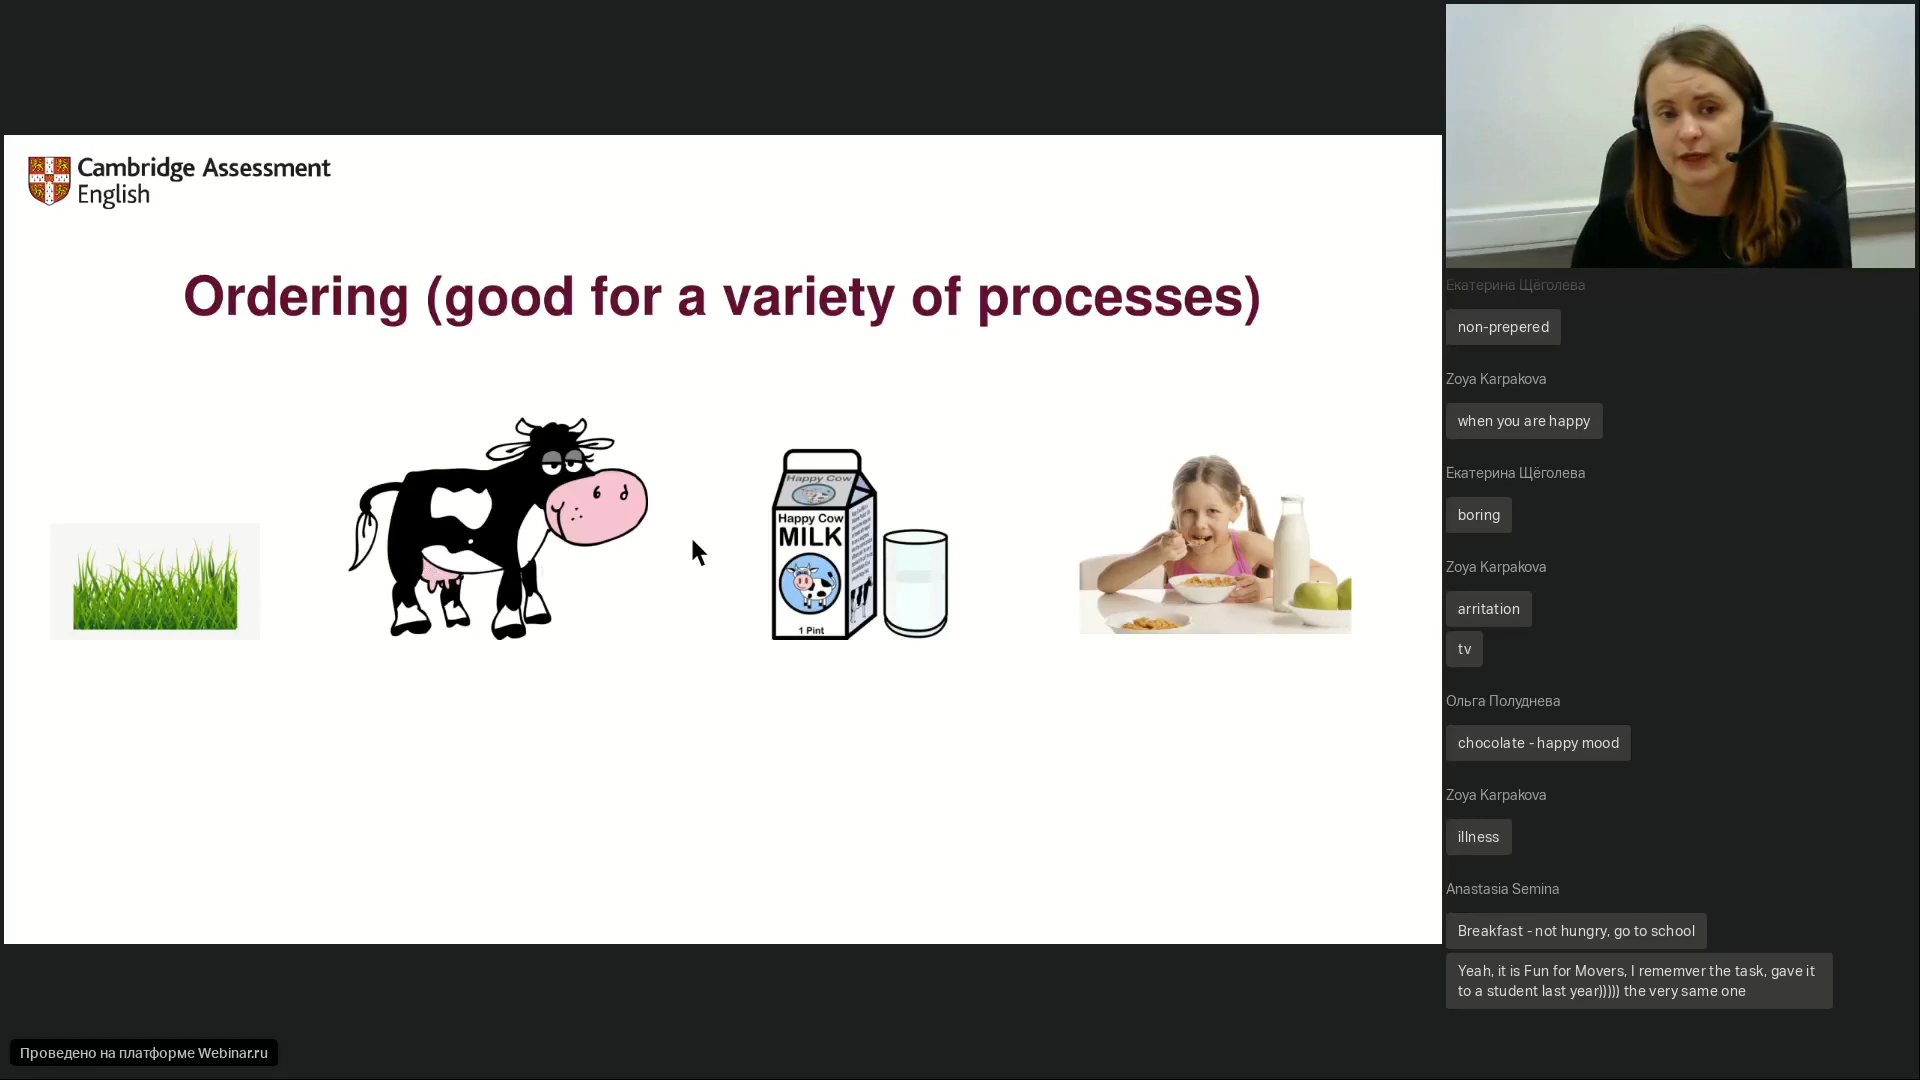 Cambridge Assessment
English
Ordering (good for a variety of processes)
Happy Cow
Happy Cow
MILK
1 Pint
Екатерина Щёголева
non-prepered
Zoya Karpakova
when you are happy
Екатерина Щёголева
boring
Zoya Karpakova
arritation
tv
Ольга Полуднева
chocolate - happy mood
Zoya Karpakova
illness
Anastasia Semina
Breakfast - not hungry, go to school
Yeah, it is Fun for Movers, I rememver the task, gave it
to a student last year))))) the very same one
Проведено на платформе Webinar.ru